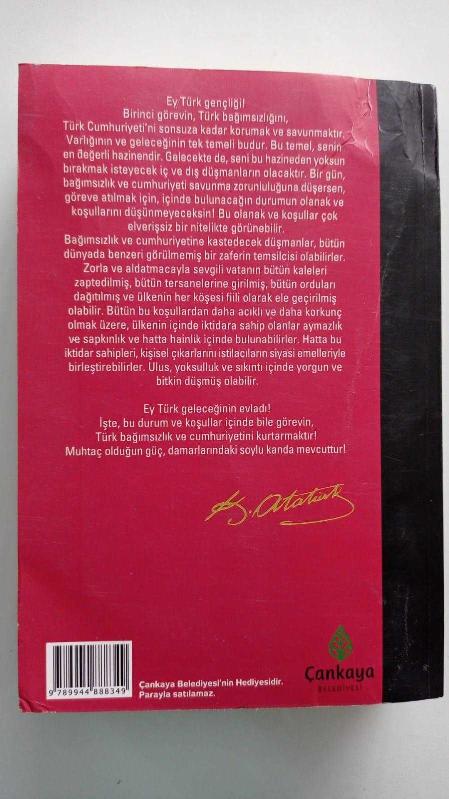 Ey Türk gençliği!
Birinci görevin, Türk bağımsızlığını,
Türk Cumhuriyeti'ni sonsuza kadar korumak ve savunmaktır.
Varlığının ve geleceğinin tek temeli budur. Bu temel, senin
en değerli hazinendir. Gelecekte de, seni bu hazineden yoksun
bırakmak isteyecek iç ve dış düşmanların olacaktır. Bir gün,
bağımsızlık ve cumhuriyeti savunma zorunluluğuna düşersen,
göreve atılmak için, içinde bulunacağın durumun olanak ve
koşullarını düşünmeyeceksin! Bu olanak ve koşullar çok
elverişsiz bir nitelikte görünebilir.
Bağımsızlık ve cumhuriyetine kastedecek düşmanlar, bütün
dünyada benzeri görülmemiş bir zaferin temsilcisi olabilirler.
Zorla ve aldatmacayla sevgili vatanın bütün kaleleri
zaptedilmiş, bütün tersanelerine girilmiş, bütün orduları
dağıtılmış ve ülkenin her köşesi fiili olarak ele geçirilmiş
olabilir. Bütün bu koşullardan daha acıklı ve daha korkunç
olmak üzere, ülkenin içinde iktidara sahip olanlar aymazlık
ve sapkınlık ve hatta hainlik içinde bulunabilirler. Hatta bu
iktidar sahipleri, kişisel çıkarlarını istilacıların siyasi emelleriyle
birleştirebilirler. Ulus, yoksulluk ve sıkıntı içinde yorgun ve
bitkin düşmüş olabilir.
Ey Türk geleceğinin evladı!
İşte, bu durum ve koşullar içinde bile görevin,
Türk bağımsızlık ve cumhuriyetini kurtarmaktır!
Muhtaç olduğun güç, damarlarındaki soylu kanda mevcuttur!
K. Atatürk
9 789944 888349
Çankaya Belediyesi'nin Hediyesidir.
Parayla satılamaz.
Çankaya
BELEDİYESİ